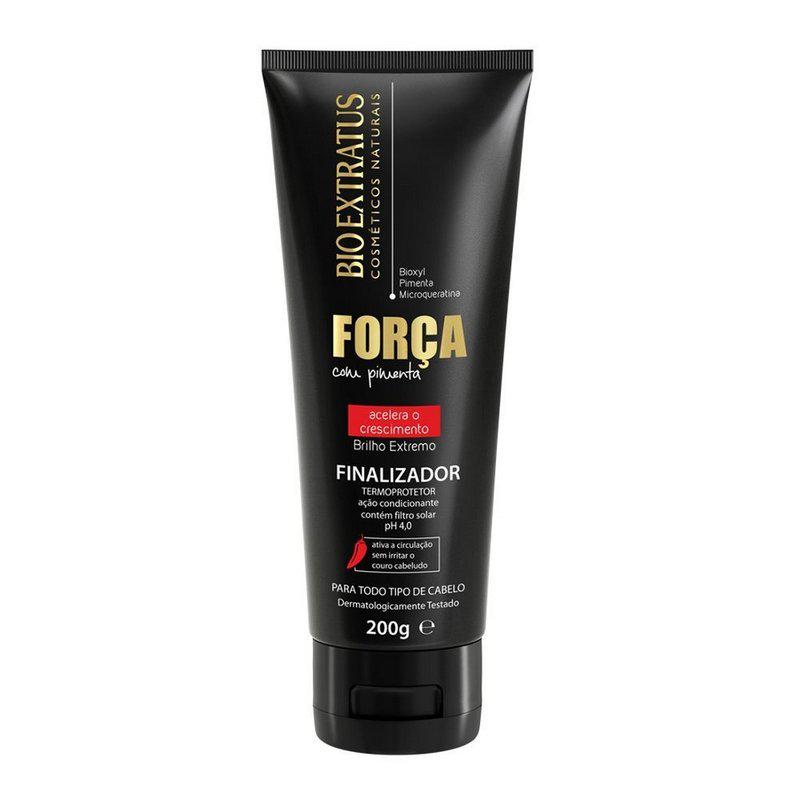 BIO EXTRATUS
COSMÉTICOS NATURAIS
Bioxyl
Pimenta
Microqueratina
FORÇA
com pimenta
acelera o
crescimento
Brilho Extremo
FINALIZADOR
TERMOPROTETOR
ação condicionante
contém filtro solar
pH 4,0
ativa a circulação
sem irritar o
couro cabeludo
PARA TODO TIPO DE CABELO
Dermatologicamente Testado
200g ℮